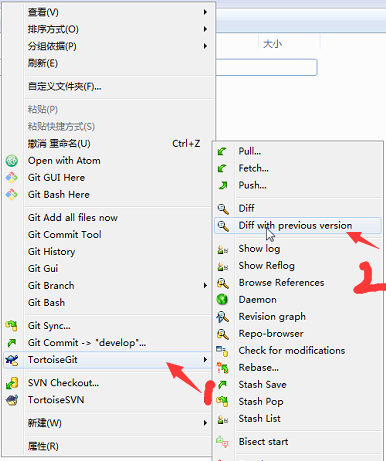 查看(V)
排序方式(O)
分组依据(P)
刷新(E)
自定义文件夹(F)...
粘贴(P)
粘贴快捷方式(S)
撤消 重命名(U) Ctrl+Z
Open with Atom
Git GUI Here
Git Bash Here
Git Add all files now
Git Commit Tool
Git History
Git Gui
Git Branch
Git Bash
Git Sync...
Git Commit -> "develop"...
TortoiseGit
SVN Checkout...
TortoiseSVN
新建(W)
属性(R)
大小
Pull...
Fetch...
Push...
Diff
Diff with previous version
Show log
Show Reflog
Browse References
Daemon
Revision graph
Repo-browser
Check for modifications
Rebase...
Stash Save
Stash Pop
Stash List
Bisect start
1
2